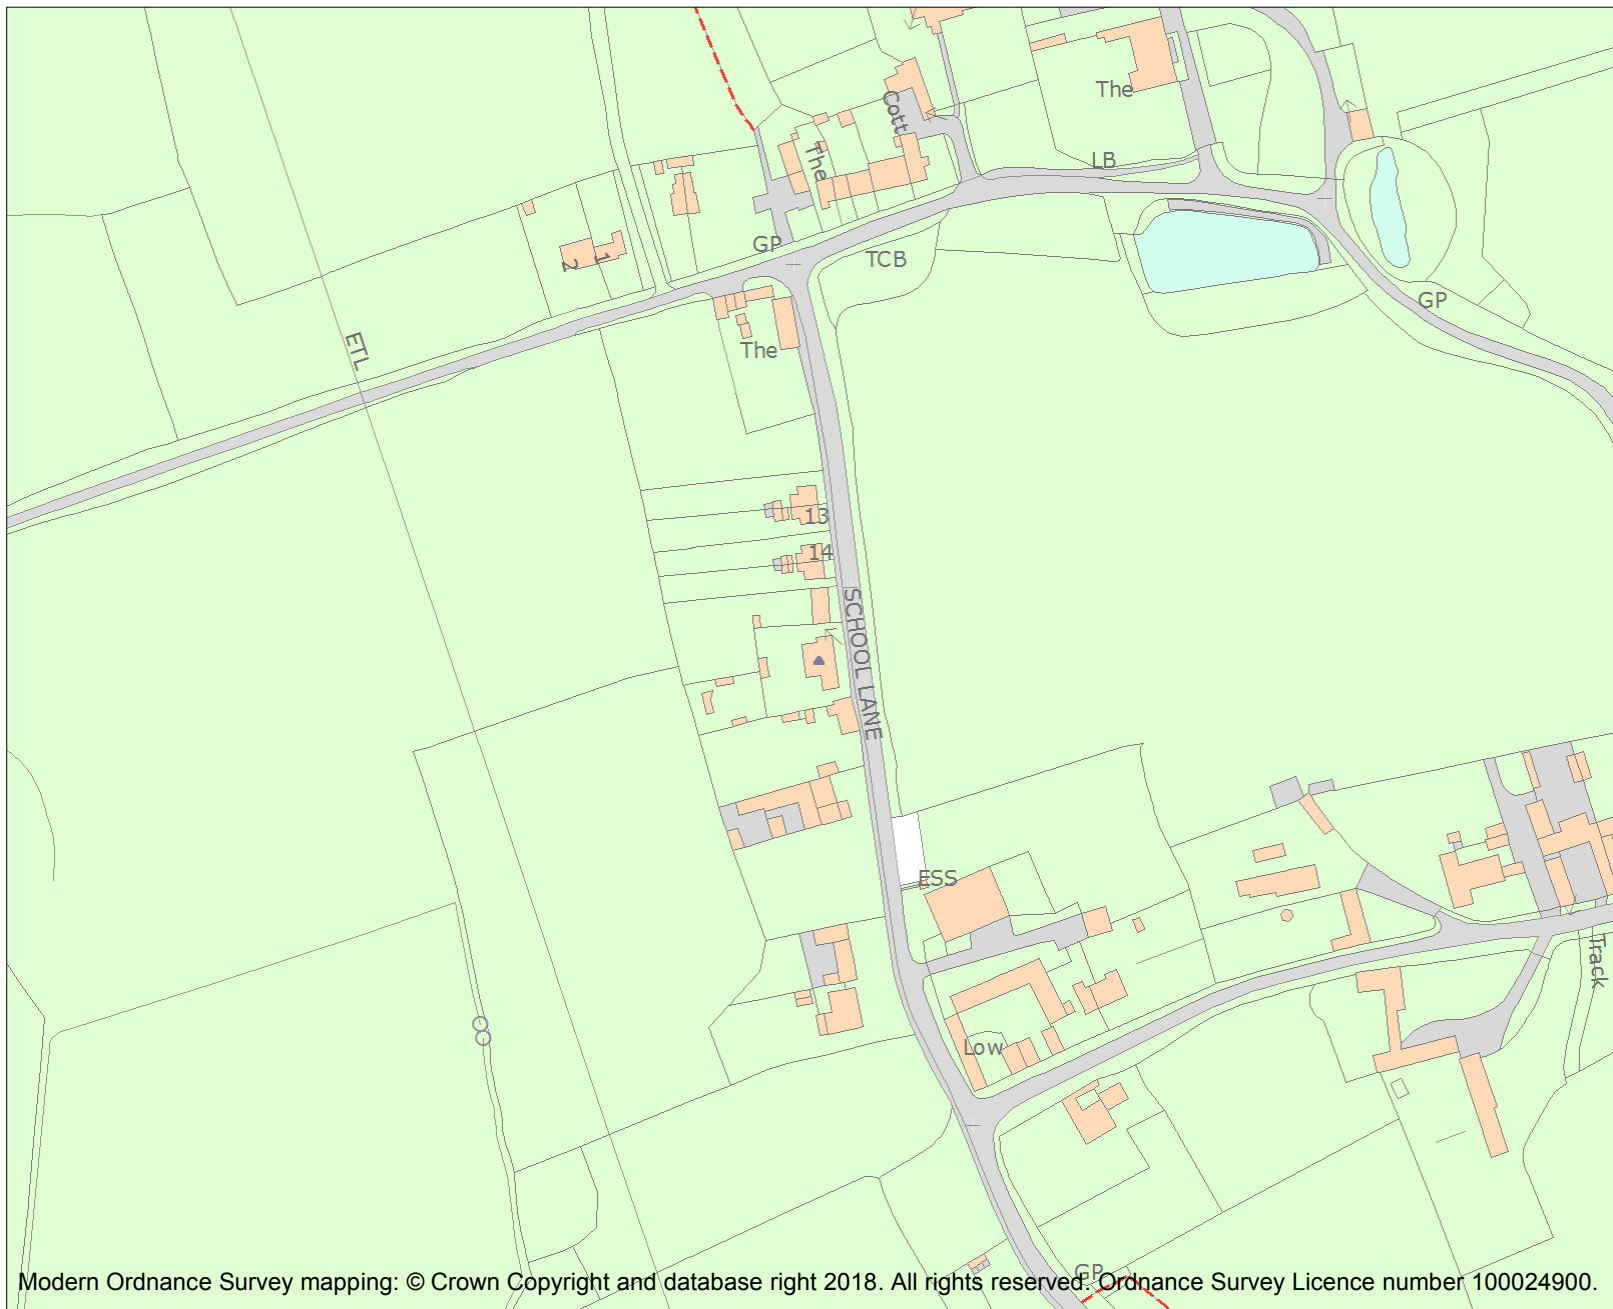 The
Cott
The
LB
GP
TCB
1
2
GP
ETL
The
13
14
SCHOOL LANE
ESS
Track
Low
GP
Modern Ordnance Survey mapping: © Crown Copyright and database right 2018. All rights reserved. Ordnance Survey Licence number 100024900.